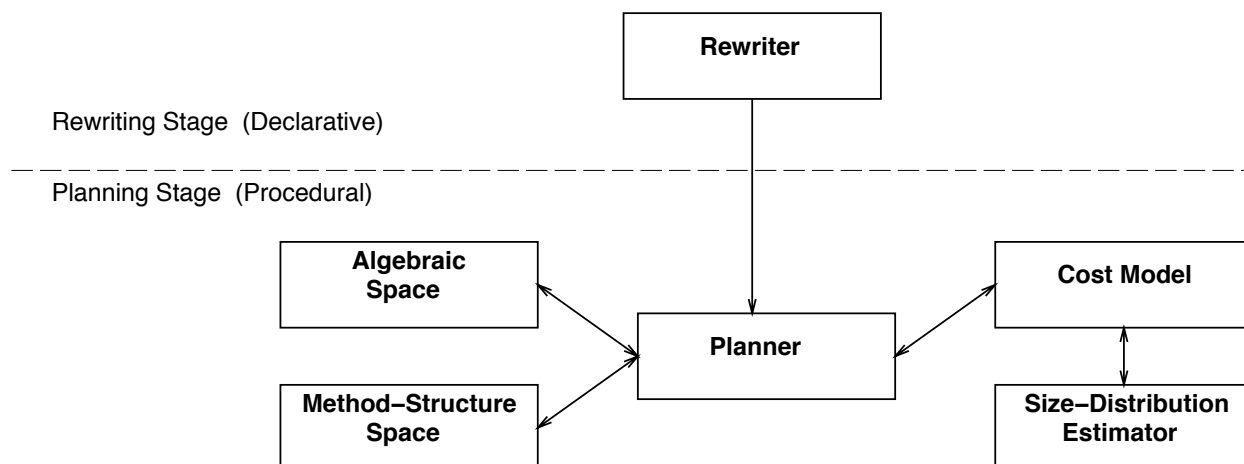 Rewriter
Rewriting Stage (Declarative)
Planning Stage (Procedural)
Algebraic
Space
Cost Model
Planner
Method–Structure
Space
Size–Distribution
Estimator